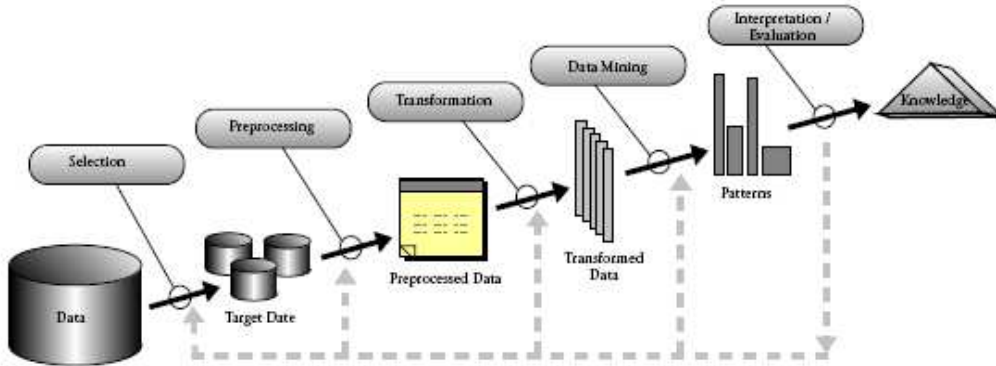 Interpretation /
Evaluation
Data Mining
Transformation
Preprocessing
Selection
Data
Target Date
Preprocessed Data
Transformed
Data
Patterns
Knowledge